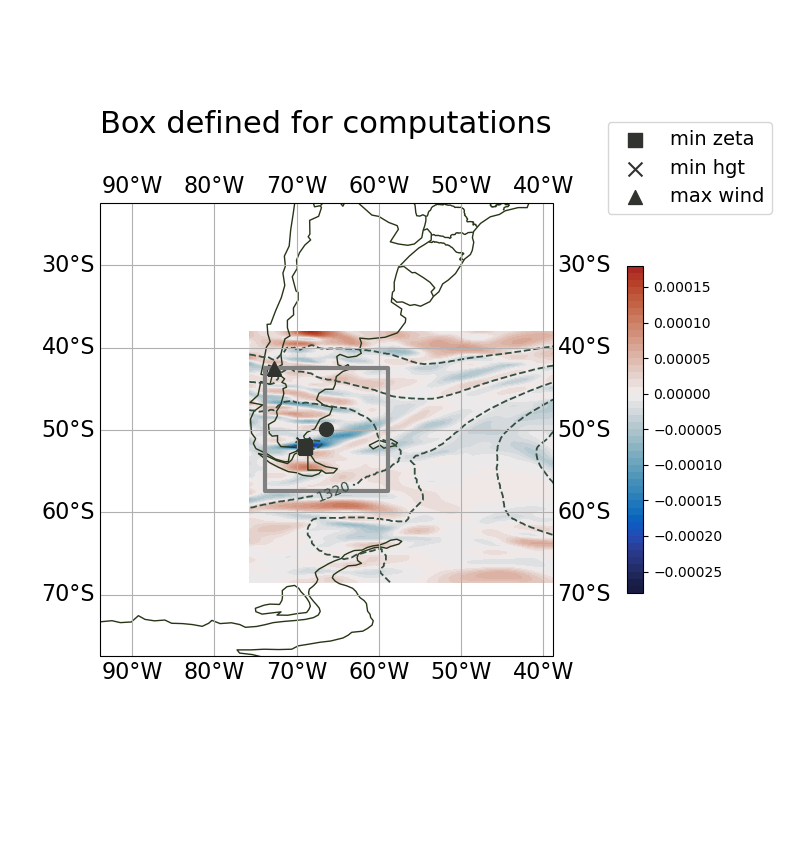 Box defined for computations
min zeta
min hgt
max wind
90°W 80°W 70°W 60°W 50°W 40°W
30°S 30°S
40°S 40°S
50°S 50°S
60°S 60°S
70°S 70°S
1320
90°W 80°W 70°W 60°W 50°W 40°W
0.00015
0.00010
0.00005
0.00000
−0.00005
−0.00010
−0.00015
−0.00020
−0.00025